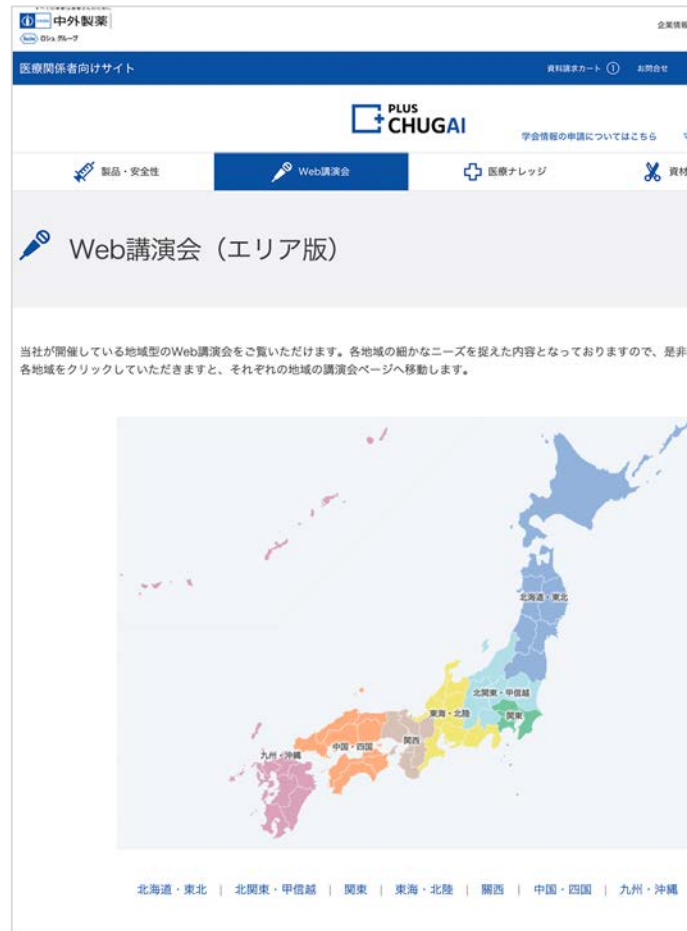 中外製薬
Roche ロシュ グループ
企業情報
医療関係者向けサイト
資料請求カート ①
お問合せ
PLUS
CHUGAI
学会情報の申請についてはこちら
製品・安全性
Web講演会
医療ナレッジ
資材
Web講演会（エリア版）
当社が開催している地域型のWeb講演会をご覧いただけます。各地域の細かなニーズを捉えた内容となっておりますので、是非
各地域をクリックしていただきますと、それぞれの地域の講演会ページへ移動します。
北海道・東北
北関東・甲信越
東海・北陸
関東
中国・四国
関西
九州・沖縄
北海道・東北 | 北関東・甲信越 | 関東 | 東海・北陸 | 關西 | 中国・四国 | 九州・沖縄